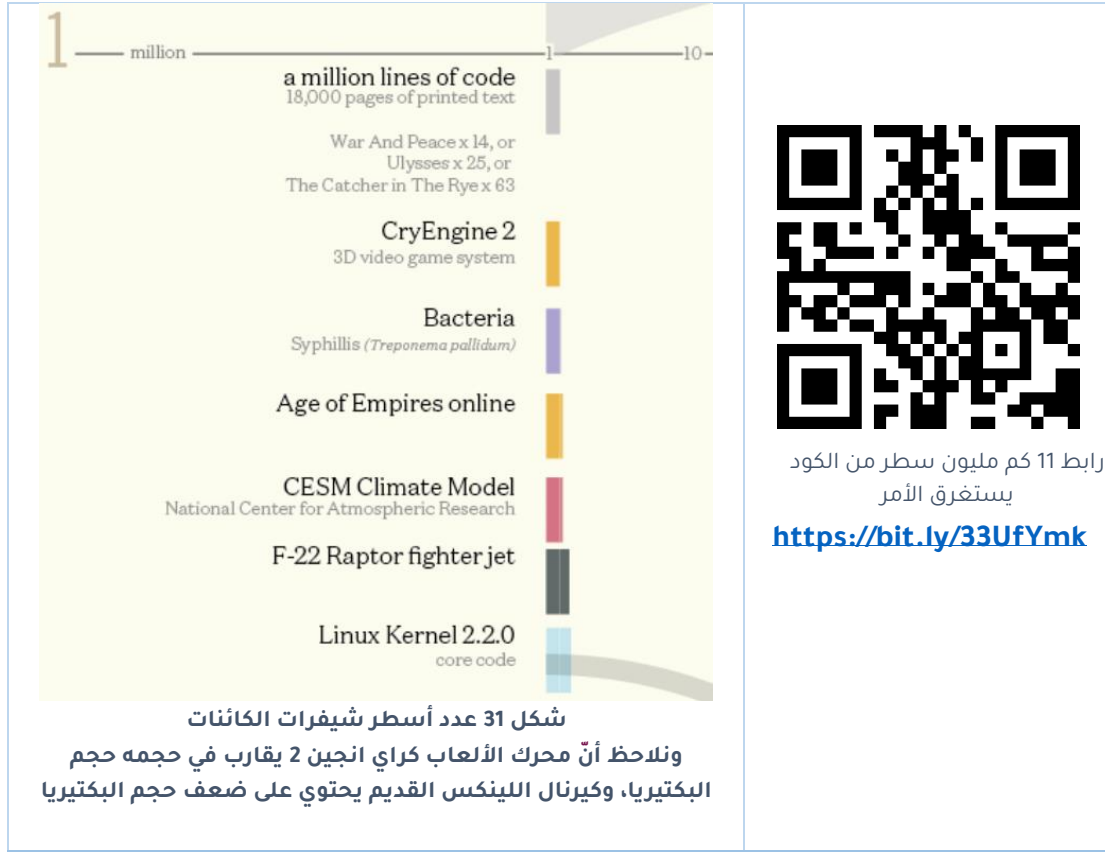 1
million
1
10
a million lines of code
18,000 pages of printed text
War And Peace x 14, or
Ulysses x 25, or
The Catcher in The Rye x 63
CryEngine 2
3D video game system
Bacteria
Syphillis (Treponema pallidum)
Age of Empires online
CESM Climate Model
National Center for Atmospheric Research
F-22 Raptor fighter jet
Linux Kernel 2.2.0
core code
شكل 31 عدد أسطر شيفرات الكائنات
ونلاحظ أنّ محرك الألعاب كراي انجين 2 يقارب في حجمه حجم
البكتيريا، وكيرنال اللينكس القديم يحتوي على ضعف حجم البكتيريا
رابط 11 كم مليون سطر من الكود
يستغرق الأمر
https://bit.ly/33UfYmk